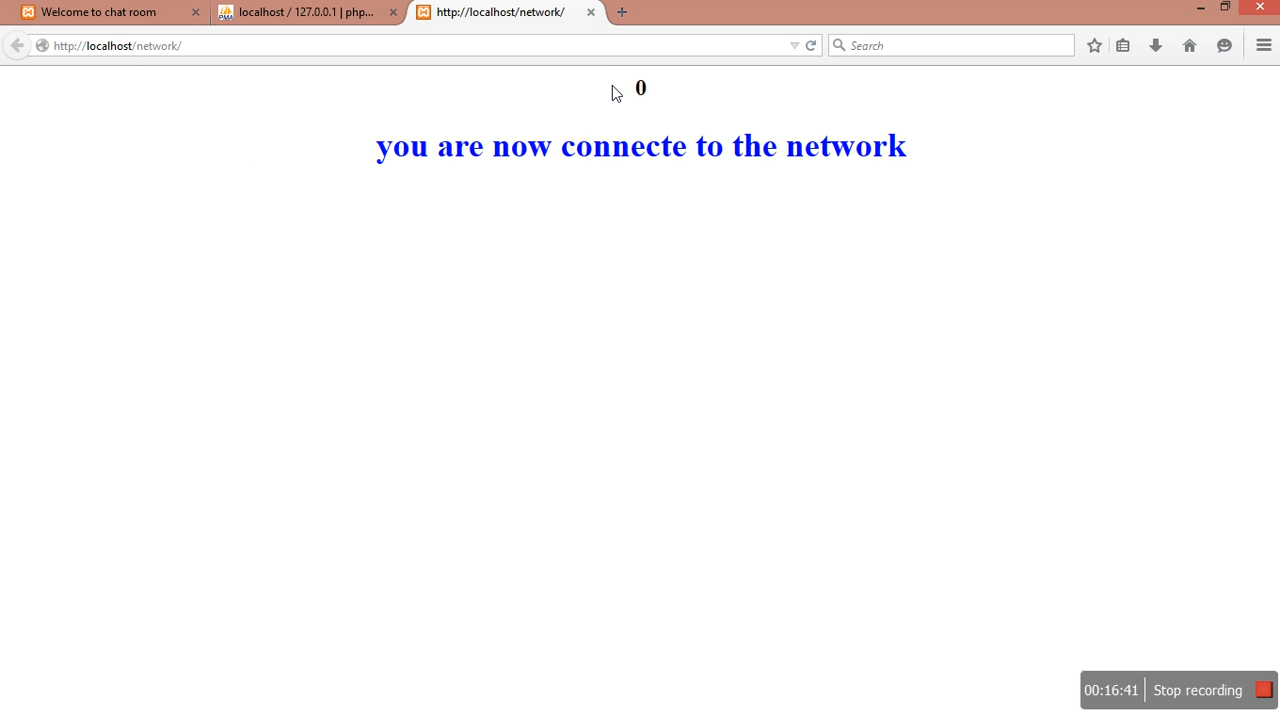 Welcome to chat room
localhost / 127.0.0.1 | php...
http://localhost/network/
http://localhost/network/
Search
0
you are now connecte to the network
00:16:41 Stop recording